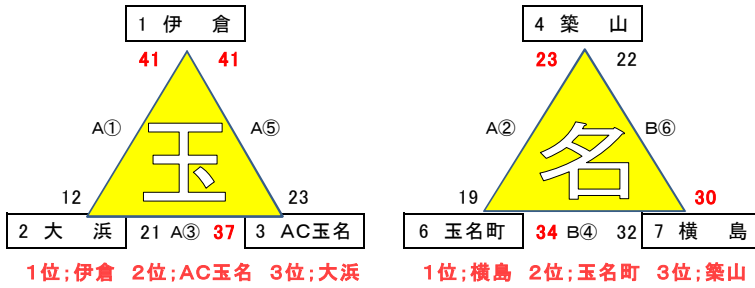 1 伊 倉
4 築 山
41 41
23 22
A① 玉 A⑤
A② 名 B⑥
12 23
19 30
2 大 浜 21 A③ 37 3 AC玉名
6 玉名町 34 B④ 32 7 横 島
1位;伊倉 2位;AC玉名 3位;大浜
1位;横島 2位;玉名町 3位;築山